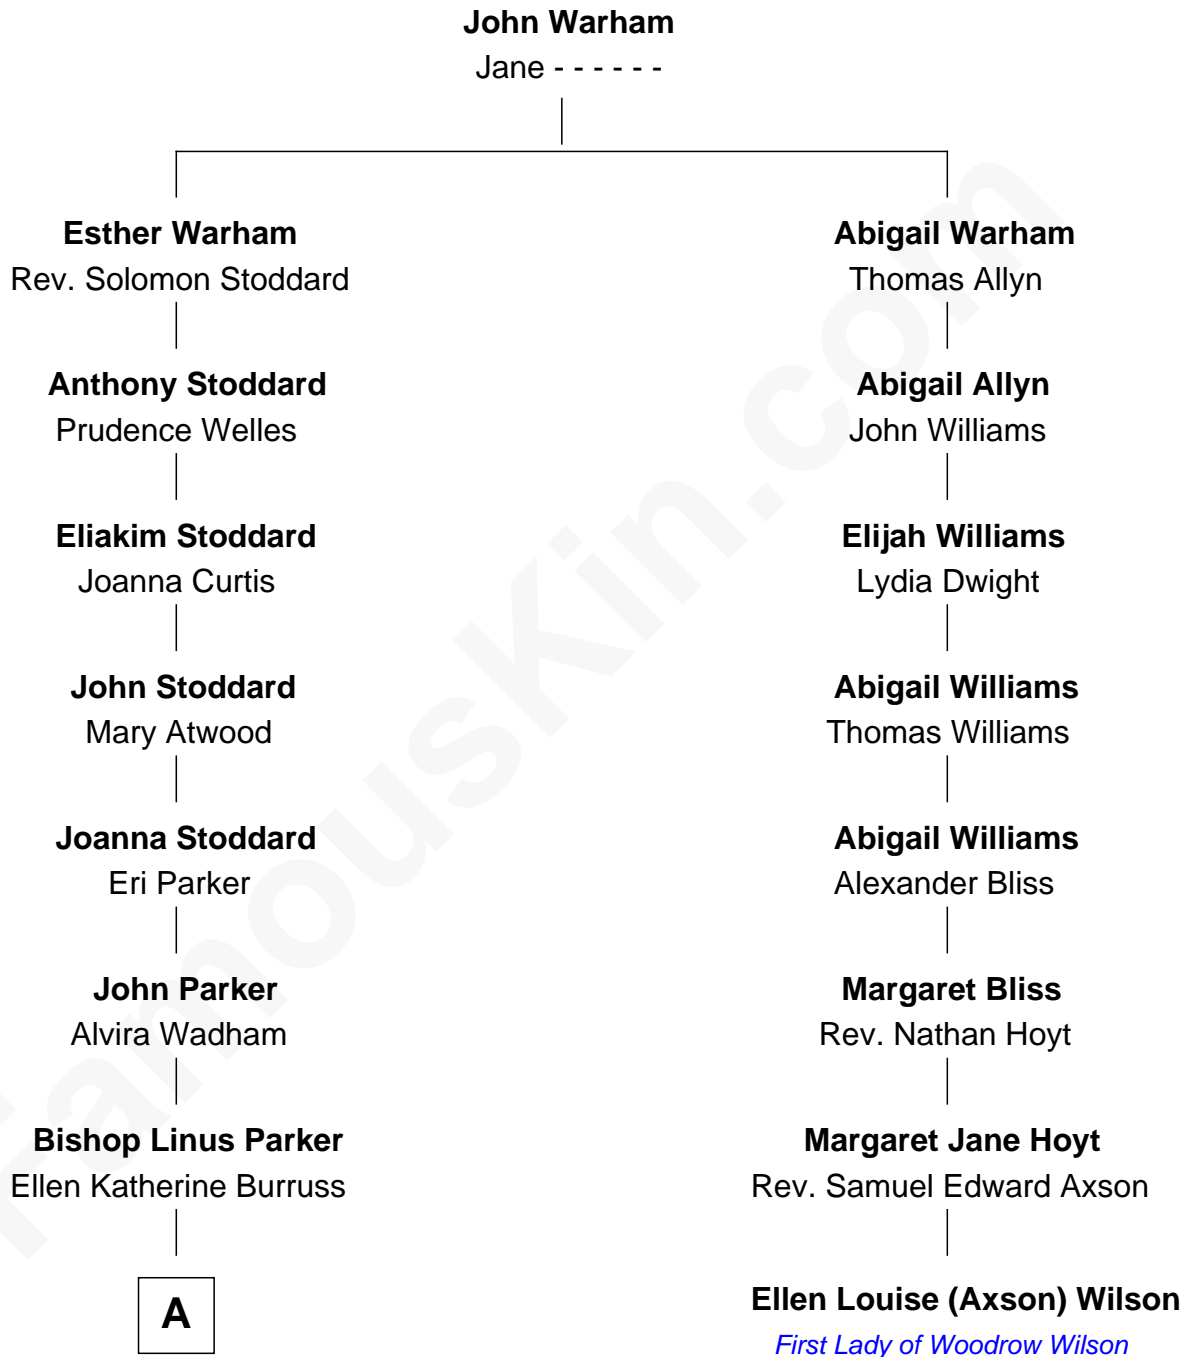 John Warham
Jane - - - - - -
Esther Warham
Rev. Solomon Stoddard
Abigail Warham
Thomas Allyn
Anthony Stoddard
Prudence Welles
Abigail Allyn
John Williams
Eliakim Stoddard
Joanna Curtis
Elijah Williams
Lydia Dwight
John Stoddard
Mary Atwood
Abigail Williams
Thomas Williams
Joanna Stoddard
Eri Parker
Abigail Williams
Alexander Bliss
John Parker
Alvira Wadham
Margaret Bliss
Rev. Nathan Hoyt
Bishop Linus Parker
Ellen Katherine Burruss
Margaret Jane Hoyt
Rev. Samuel Edward Axson
A
Ellen Louise (Axson) Wilson
First Lady of Woodrow Wilson
FamousKin.com